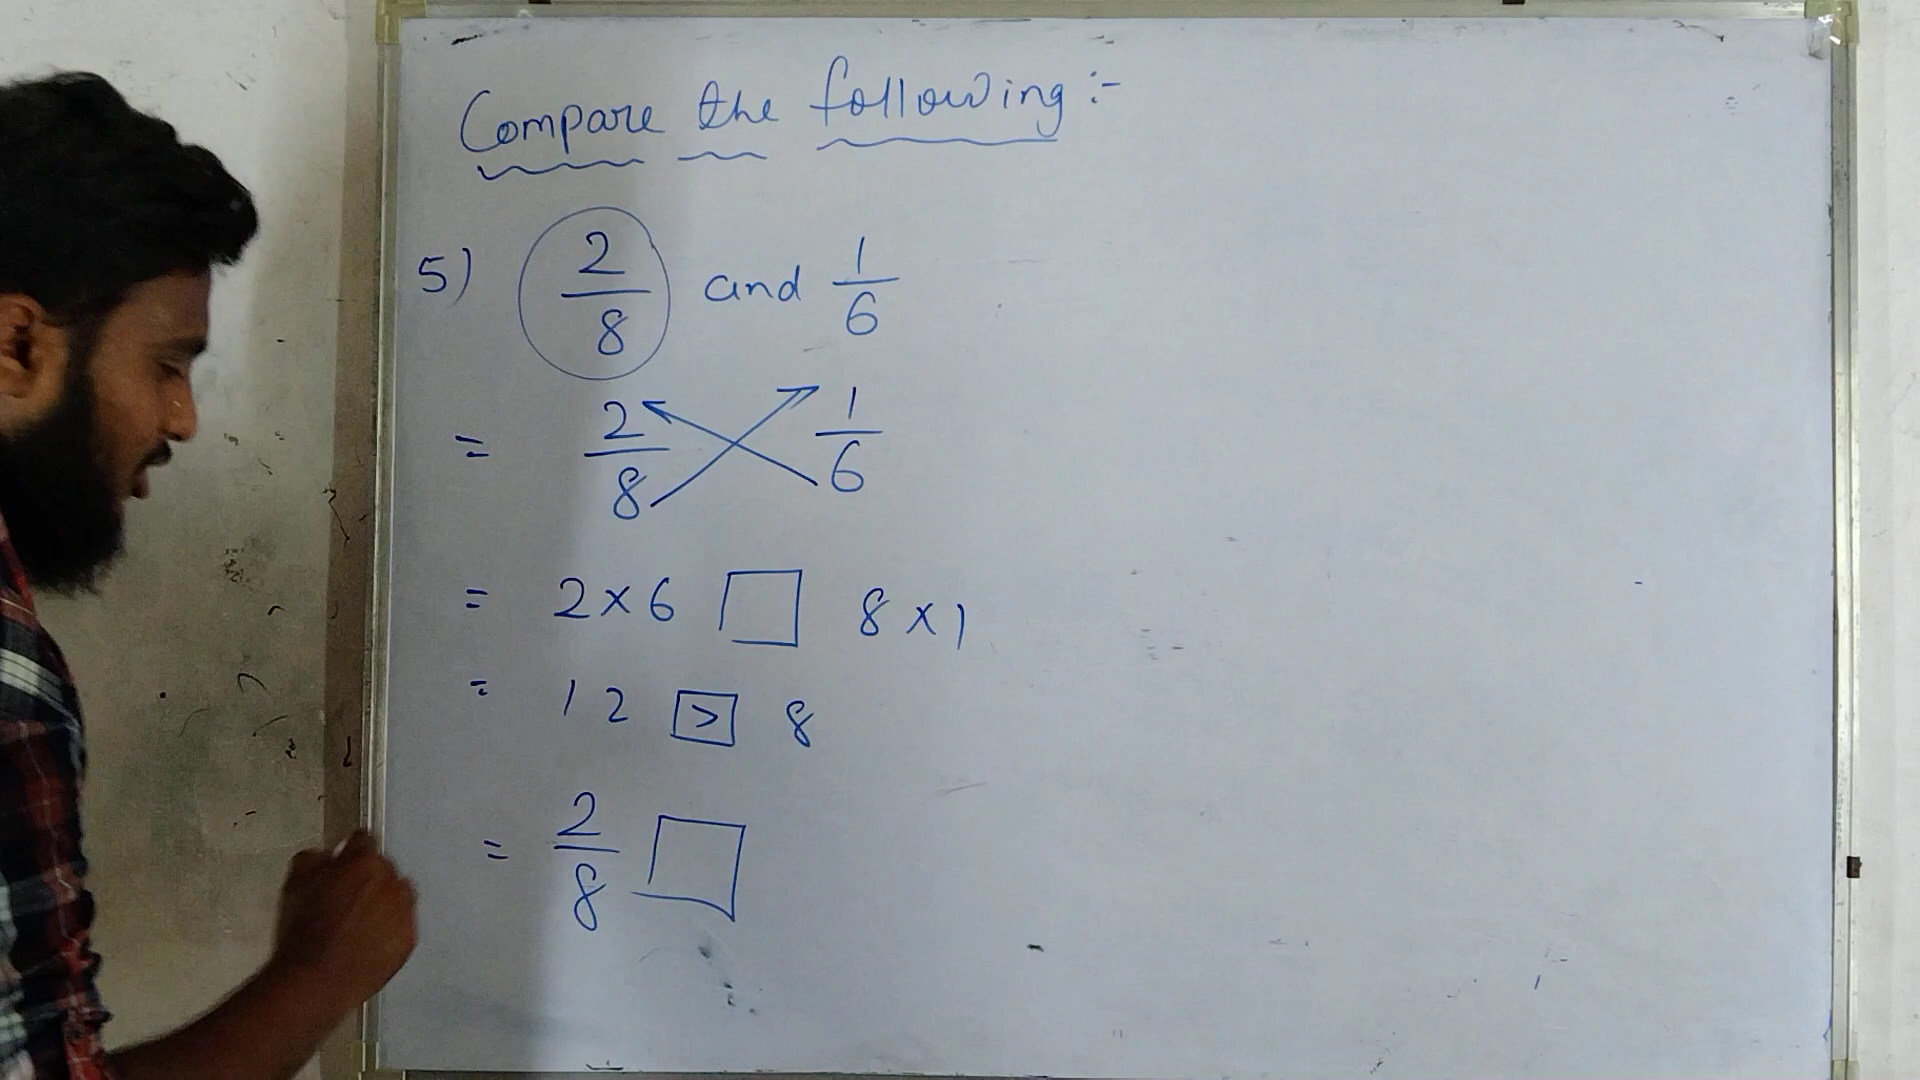 Compare the following :-
5) 2/8 and 1/6
= 2/8 1/6
= 2×6 □ 8×1
= 12 > 8
= 2/8 □